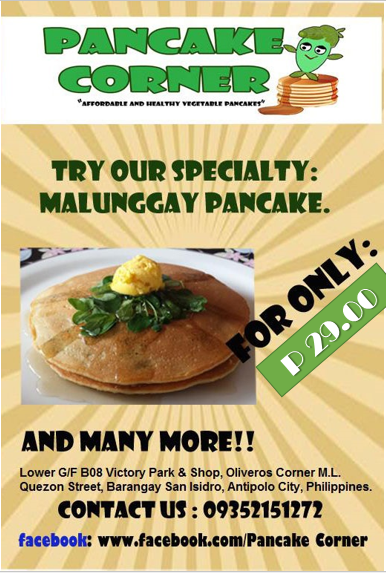 PANCAKE
CORNER
"AFFORDABLE AND HEALTHY VEGETABLE PANCAKES"
TRY OUR SPECIALTY:
MALUNGGAY PANCAKE.
FOR ONLY:
P 29.00
AND MANY MORE!!
Lower G/F B08 Victory Park & Shop, Oliveros Corner M.L.
Quezon Street, Barangay San Isidro, Antipolo City, Philippines.
CONTACT US : 09352151272
facebook: www.facebook.com/Pancake Corner